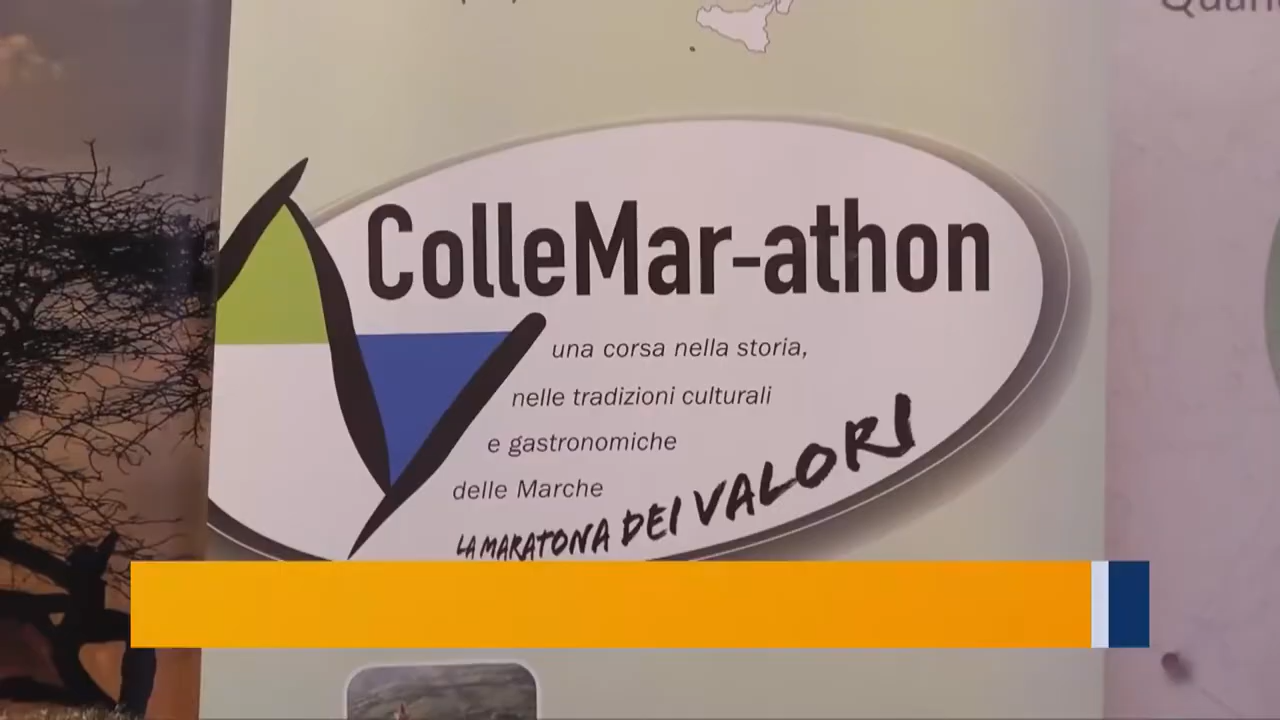 ColleMar-athon
una corsa nella storia,
nelle tradizioni culturali
e gastronomiche
delle Marche
LA MARATONA DEI VALORI